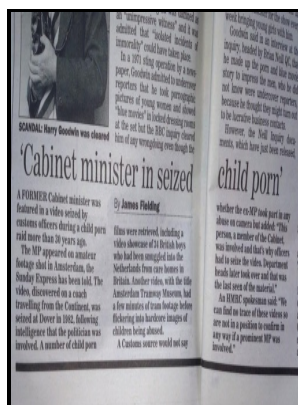 an "unimpressive witness" and it was
admitted that "isolated incidents of
immorality" could have taken place.
In a 1971 sting operation by a news-
paper, Goodwin admitted to undercover
reporters that he took pornographic
pictures of young women and showed
"blue movies" in locked dressing rooms
at the set but the BBC inquiry cleared
him of any wrongdoing even though the
SCANDAL: Harry Goodwin was cleared
'Cabinet minister in seized
A FORMER Cabinet minister was
featured in a video seized by
customs officers during a child porn
raid more than 30 years ago.
The MP appeared on amateur
footage shot in Amsterdam, the
Sunday Express has been told. The
video, discovered on a coach
travelling from the Continent, was
seized at Dover in 1982, following
intelligence that the politician was
involved. A number of child porn
By James Fielding
films were retrieved, including a
video showcase of 24 British boys
who had been smuggled into the
Netherlands from care homes in
Britain. Another video, with the title
Amsterdam Tramway Museum, had
a few minutes of tram footage before
flickering into hardcore images of
children being abused.
A Customs source would not say
week bringing young girls with him.
Goodwin said in an interview at an
inquiry, headed by Brian Neill QC, that
he made up the porn and blue movies
story to impress the men, who he did
not know were undercover reporters,
because he thought they might turn out
to be lucrative business contacts.
However, the Neill Inquiry docu-
ments, which have just been released,
child porn'
whether the ex-MP took part in any
abuse on camera but added: "This
person, a member of the Cabinet,
was involved and that's why officers
had to seize the video. Department
heads later took over and that was
the last seen of the material."
An HMRC spokesman said: "We
can find no trace of these videos so
are not in a position to confirm in
any way if a prominent MP was
involved."